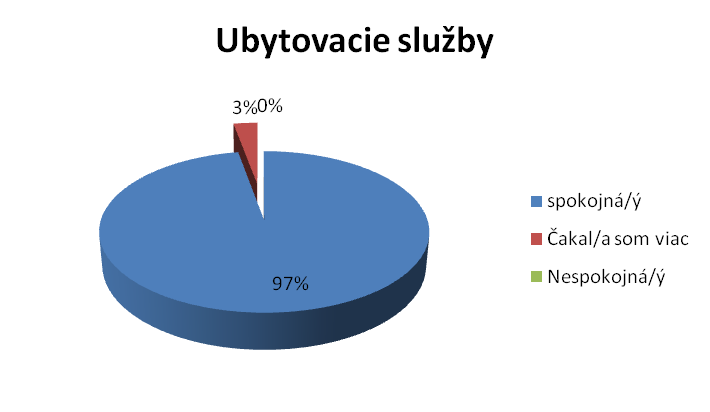 Ubytovacie služby
3%
0%
97%
spokojná/ý
Čakal/a som viac
Nespokojná/ý